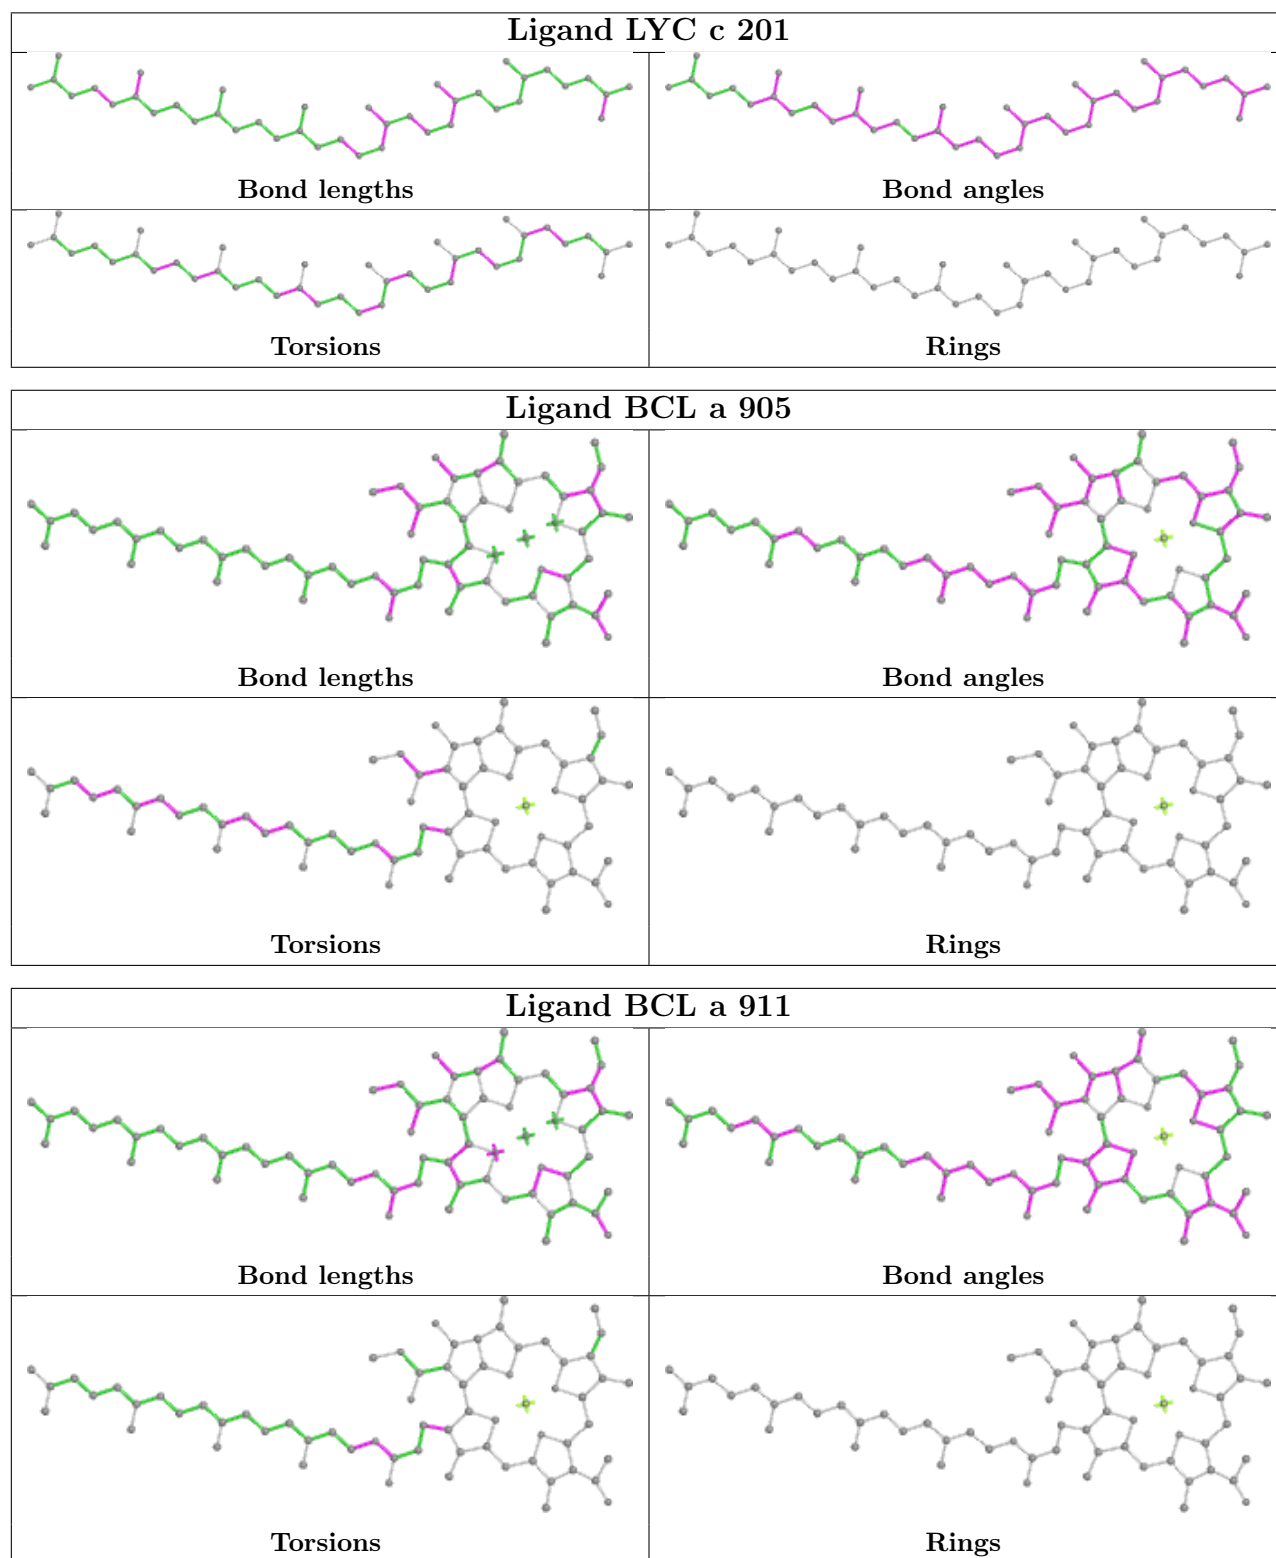 Ligand LYC c 201
Bond lengths
Bond angles
Torsions
Rings
Ligand BCL a 905
Bond lengths
Bond angles
Torsions
Rings
Ligand BCL a 911
Bond lengths
Bond angles
Torsions
Rings